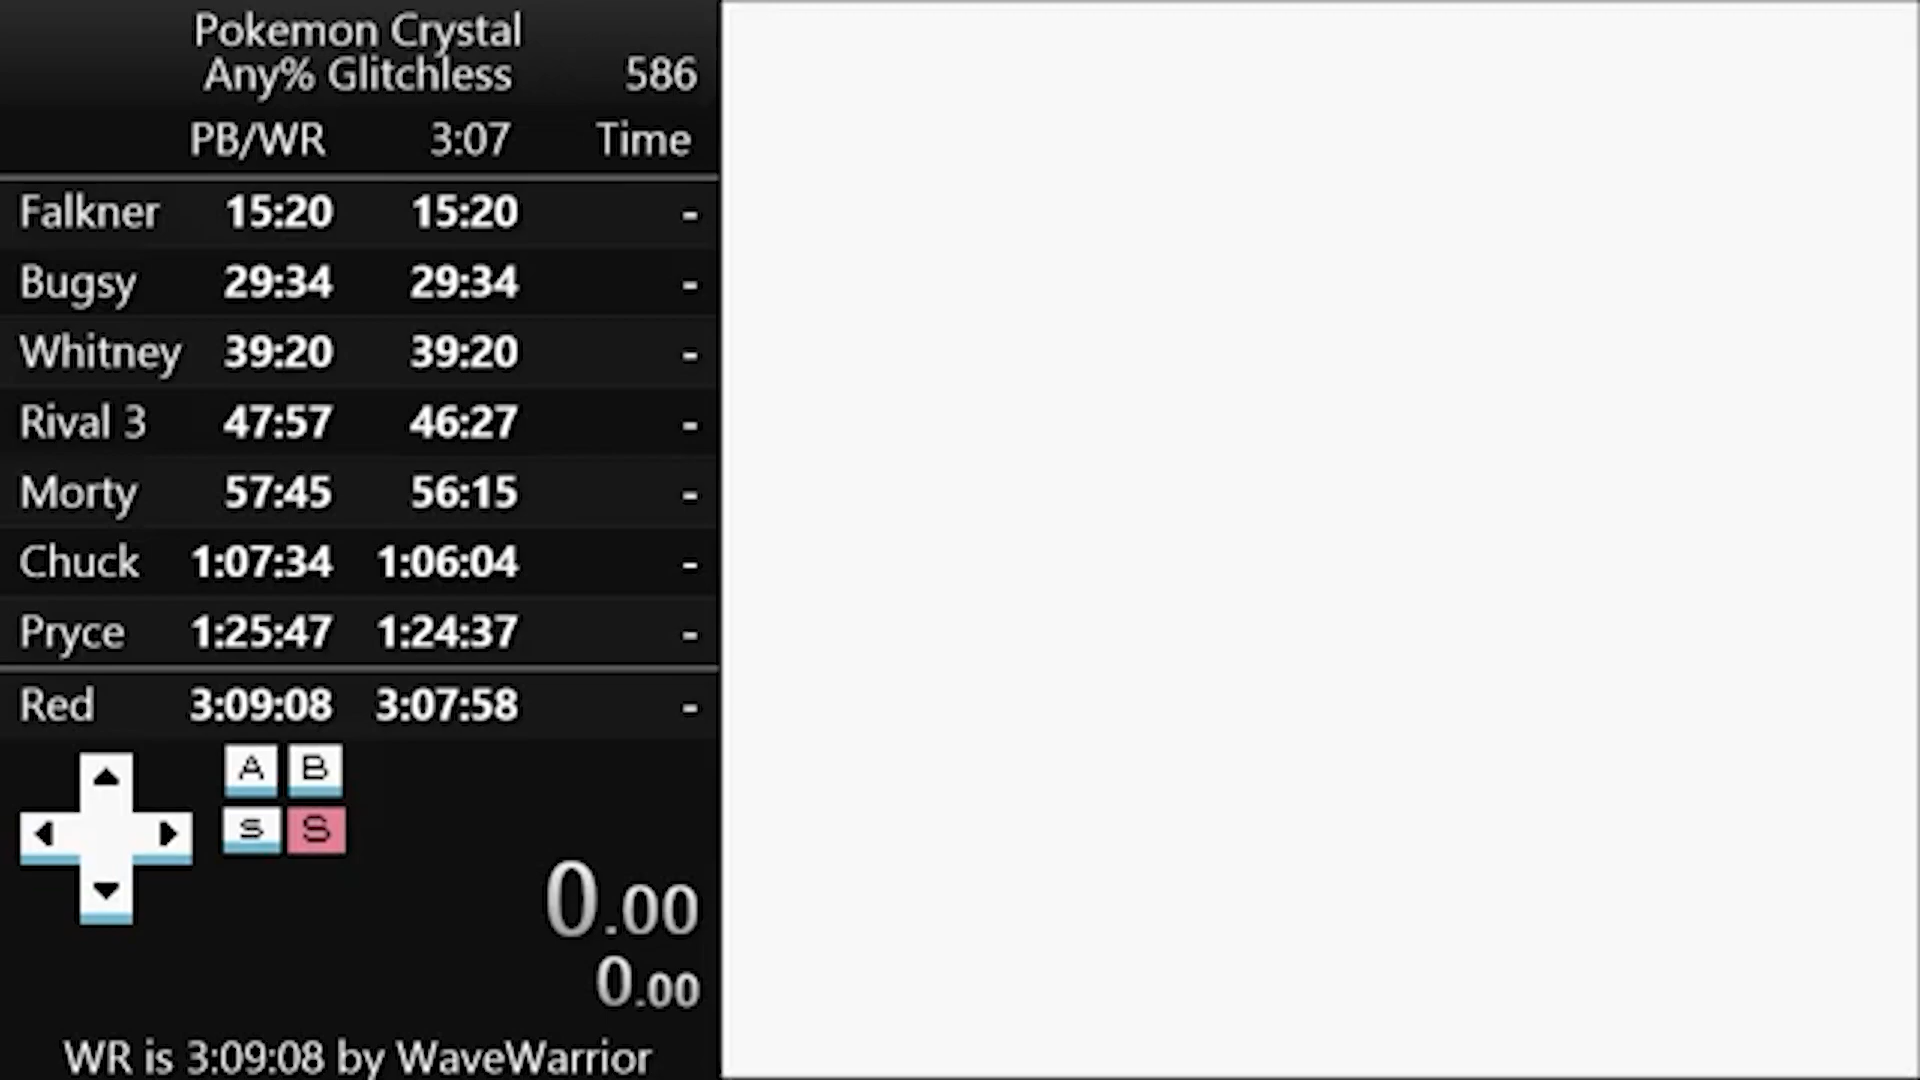 Pokemon Crystal
Any% Glitchless 586
PB/WR 3:07 Time
Falkner 15:20 15:20 -
Bugsy 29:34 29:34 -
Whitney 39:20 39:20 -
Rival 3 47:57 46:27 -
Morty 57:45 56:15 -
Chuck 1:07:34 1:06:04 -
Pryce 1:25:47 1:24:37 -
Red 3:09:08 3:07:58 -
A B
s S
0.00
0.00
WR is 3:09:08 by WaveWarrior